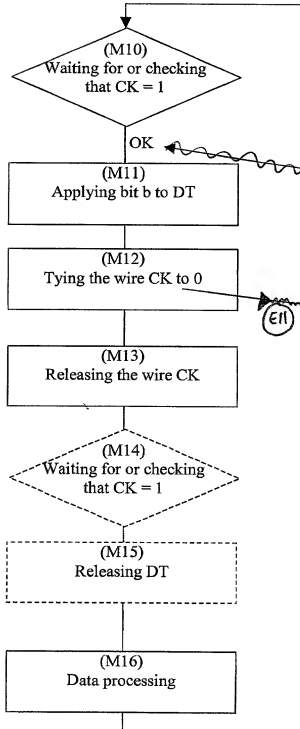 (M10)
Waiting for or checking
that CK = 1
OK
(M11)
Applying bit b to DT
(M12)
Tying the wire CK to 0
E11
(M13)
Releasing the wire CK
(M14)
Waiting for or checking
that CK = 1
(M15)
Releasing DT
(M16)
Data processing